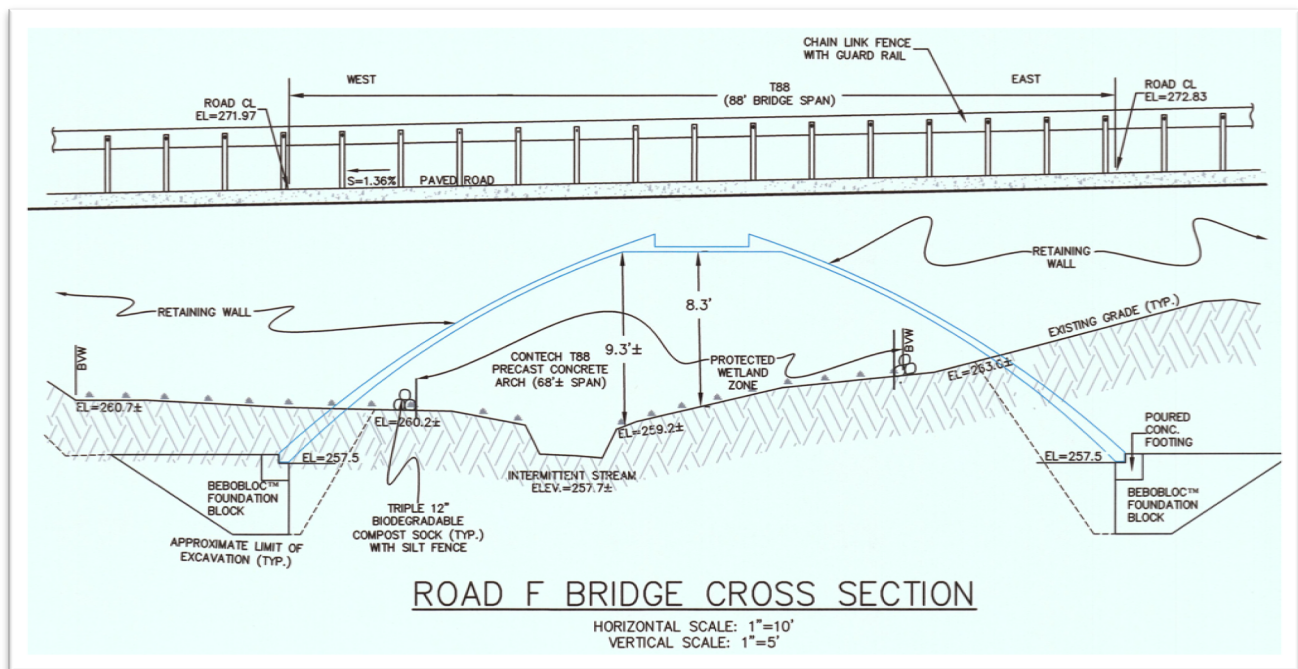 CHAIN LINK FENCE
WITH GUARD RAIL
WEST
EAST
T88
(88' BRIDGE SPAN)
ROAD CL
EL=271.97
ROAD CL
EL=272.83
S=1.36%
PAVED ROAD
RETAINING
WALL
RETAINING WALL
8.3'
9.3'±
EXISTING GRADE (TYP.)
BVW
BVW
CONTECH T88
PRECAST CONCRETE
ARCH (68'± SPAN)
PROTECTED
WETLAND
ZONE
EL=263.6±
EL=260.7±
EL=260.2±
EL=259.2±
POURED
CONC.
FOOTING
EL=257.5
EL=257.5
INTERMITTENT STREAM
ELEV.=257.7±
BEBOBLOC™
FOUNDATION
BLOCK
BEBOBLOC™
FOUNDATION
BLOCK
TRIPLE 12"
BIODEGRADABLE
COMPOST SOCK (TYP.)
WITH SILT FENCE
APPROXIMATE LIMIT OF
EXCAVATION (TYP.)
ROAD F BRIDGE CROSS SECTION
HORIZONTAL SCALE: 1"=10'
VERTICAL SCALE: 1"=5'